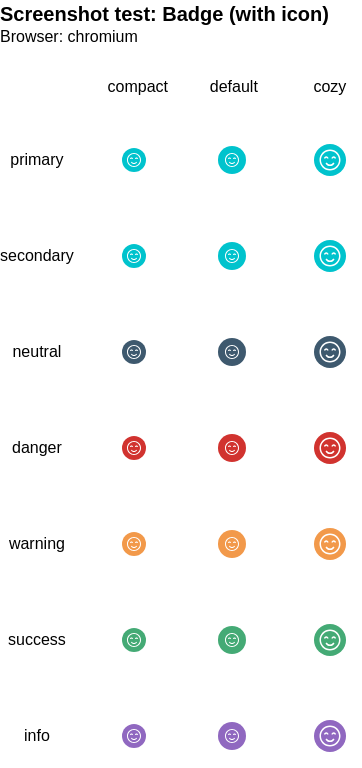 Screenshot test: Badge (with icon)
Browser: chromium
compact default cozy
primary
secondary
neutral
danger
warning
success
info